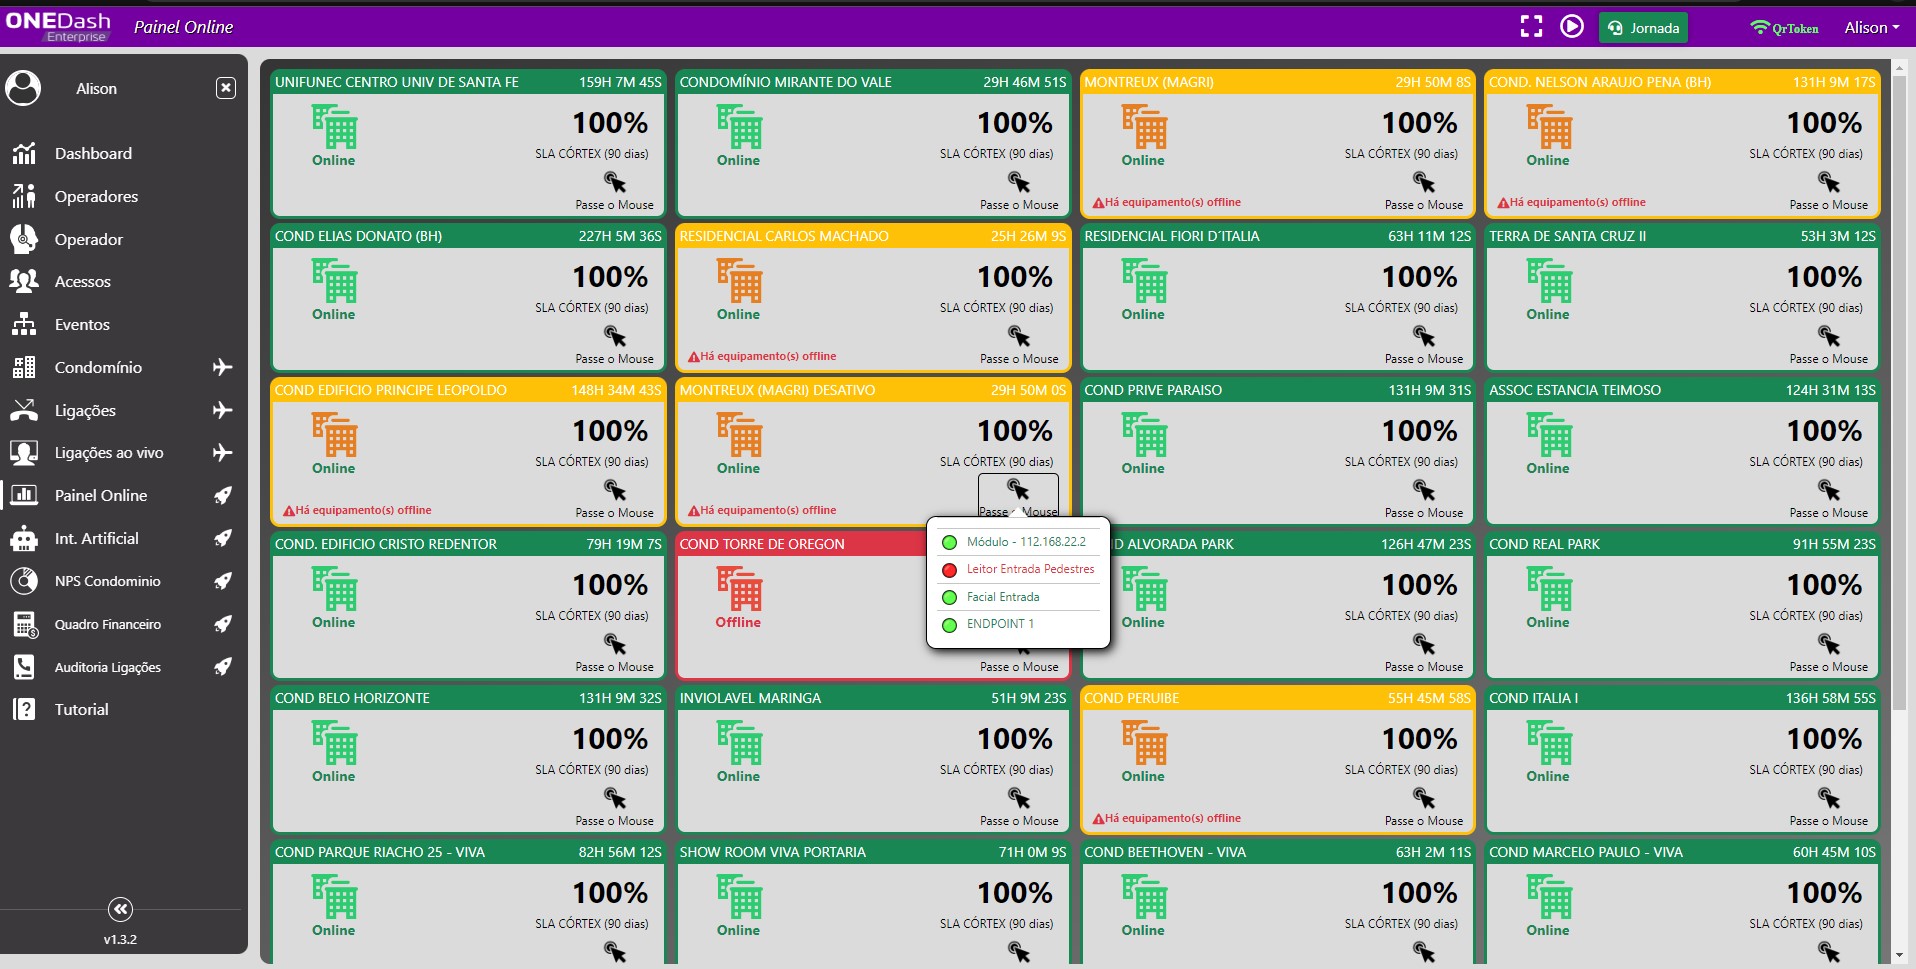 ONEDash
Enterprise
Painel Online
Jornada
QrToken
Alison
Alison
Dashboard
Operadores
Operador
Acessos
Eventos
Condomínio
Ligações
Ligações ao vivo
Painel Online
Int. Artificial
NPS Condominio
Quadro Financeiro
Auditoria Ligações
Tutorial
v1.3.2
UNIFUNEC CENTRO UNIV DE SANTA FE 159H 7M 45S
100%
SLA CÓRTEX (90 dias)
Online
Passe o Mouse
CONDOMÍNIO MIRANTE DO VALE 29H 46M 51S
100%
SLA CÓRTEX (90 dias)
Online
Passe o Mouse
MONTREUX (MAGRI) 29H 50M 8S
100%
SLA CÓRTEX (90 dias)
Online
Há equipamento(s) offline
Passe o Mouse
COND. NELSON ARAUJO PENA (BH) 131H 9M 17S
100%
SLA CÓRTEX (90 dias)
Online
Há equipamento(s) offline
Passe o Mouse
COND ELIAS DONATO (BH) 227H 5M 36S
100%
SLA CÓRTEX (90 dias)
Online
Passe o Mouse
RESIDENCIAL CARLOS MACHADO 25H 26M 9S
100%
SLA CÓRTEX (90 dias)
Online
Há equipamento(s) offline
Passe o Mouse
RESIDENCIAL FIORI D´ITALIA 63H 11M 12S
100%
SLA CÓRTEX (90 dias)
Online
Passe o Mouse
TERRA DE SANTA CRUZ II 53H 3M 12S
100%
SLA CÓRTEX (90 dias)
Online
Passe o Mouse
COND EDIFICIO PRINCIPE LEOPOLDO 148H 34M 43S
100%
SLA CÓRTEX (90 dias)
Online
Há equipamento(s) offline
Passe o Mouse
MONTREUX (MAGRI) DESATIVO 29H 50M 0S
100%
SLA CÓRTEX (90 dias)
Online
Há equipamento(s) offline
Passe o Mouse
Módulo - 112.168.22.2
Leitor Entrada Pedestres
Facial Entrada
ENDPOINT 1
COND PRIVE PARAISO 131H 9M 31S
100%
SLA CÓRTEX (90 dias)
Online
Passe o Mouse
ASSOC ESTANCIA TEIMOSO 124H 31M 13S
100%
SLA CÓRTEX (90 dias)
Online
Passe o Mouse
COND. EDIFICIO CRISTO REDENTOR 79H 19M 7S
100%
SLA CÓRTEX (90 dias)
Online
Passe o Mouse
COND TORRE DE OREGON
Offline
Passe o Mouse
ALVORADA PARK 126H 47M 23S
100%
SLA CÓRTEX (90 dias)
Online
Passe o Mouse
COND REAL PARK 91H 55M 23S
100%
SLA CÓRTEX (90 dias)
Online
Passe o Mouse
COND BELO HORIZONTE 131H 9M 32S
100%
SLA CÓRTEX (90 dias)
Online
Passe o Mouse
INVIOLAVEL MARINGA 51H 9M 23S
100%
SLA CÓRTEX (90 dias)
Online
Passe o Mouse
COND PERUIBE 55H 45M 58S
100%
SLA CÓRTEX (90 dias)
Online
Há equipamento(s) offline
Passe o Mouse
COND ITALIA I 136H 58M 55S
100%
SLA CÓRTEX (90 dias)
Online
Passe o Mouse
COND PARQUE RIACHO 25 - VIVA 82H 56M 12S
100%
SLA CÓRTEX (90 dias)
Online
SHOW ROOM VIVA PORTARIA 71H 0M 9S
100%
SLA CÓRTEX (90 dias)
Online
COND BEETHOVEN - VIVA 63H 2M 11S
100%
SLA CÓRTEX (90 dias)
Online
COND MARCELO PAULO - VIVA 60H 45M 10S
100%
SLA CÓRTEX (90 dias)
Online